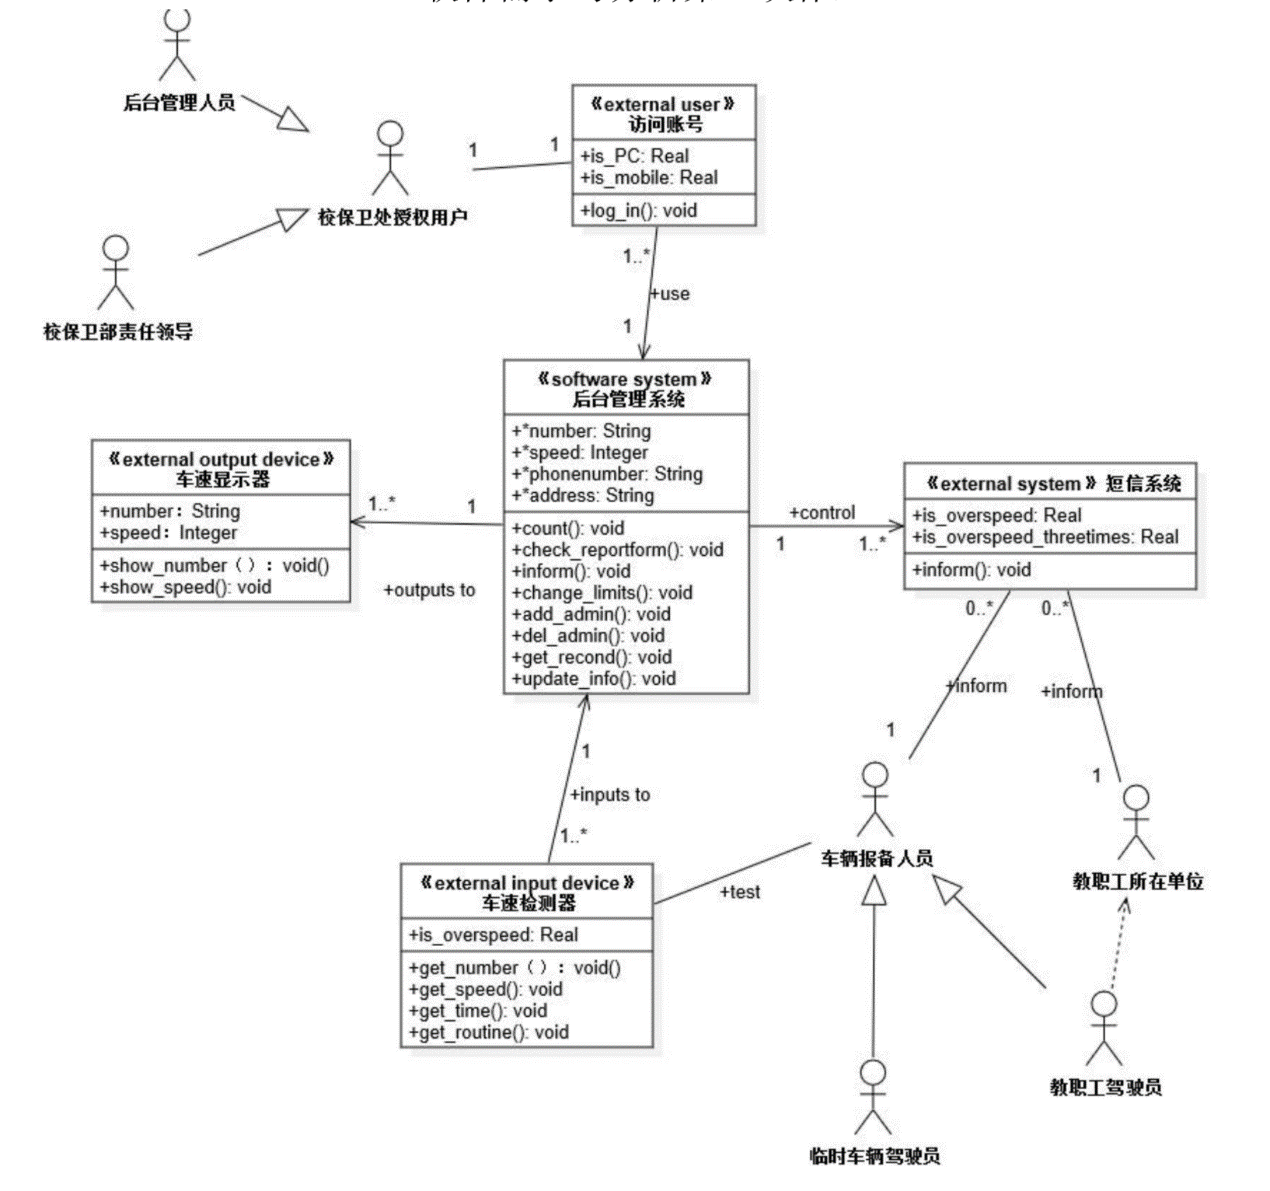 后台管理人员
《external user》
访问账号
+is_PC: Real
+is_mobile: Real
+log_in(): void
1
1
校保卫处授权用户
校保卫部责任领导
1..*
+use
1
《software system》
后台管理系统
+*number: String
+*speed: Integer
+*phonenumber: String
+*address: String
+count(): void
+check_reportform(): void
+inform(): void
+change_limits(): void
+add_admin(): void
+del_admin(): void
+get_recond(): void
+update_info(): void
《external output device》
车速显示器
+number：String
+speed：Integer
+show_number（）：void()
+show_speed(): void
1..*
1
+outputs to
+control
1
1..*
《external system》短信系统
+is_overspeed: Real
+is_overspeed_threetimes: Real
+inform(): void
0..*
0..*
+inform
+inform
1
1
1
+inputs to
1..*
《external input device》
车速检测器
+is_overspeed: Real
+get_number（）：void()
+get_speed(): void
+get_time(): void
+get_routine(): void
+test
车辆报备人员
教职工所在单位
教职工驾驶员
临时车辆驾驶员